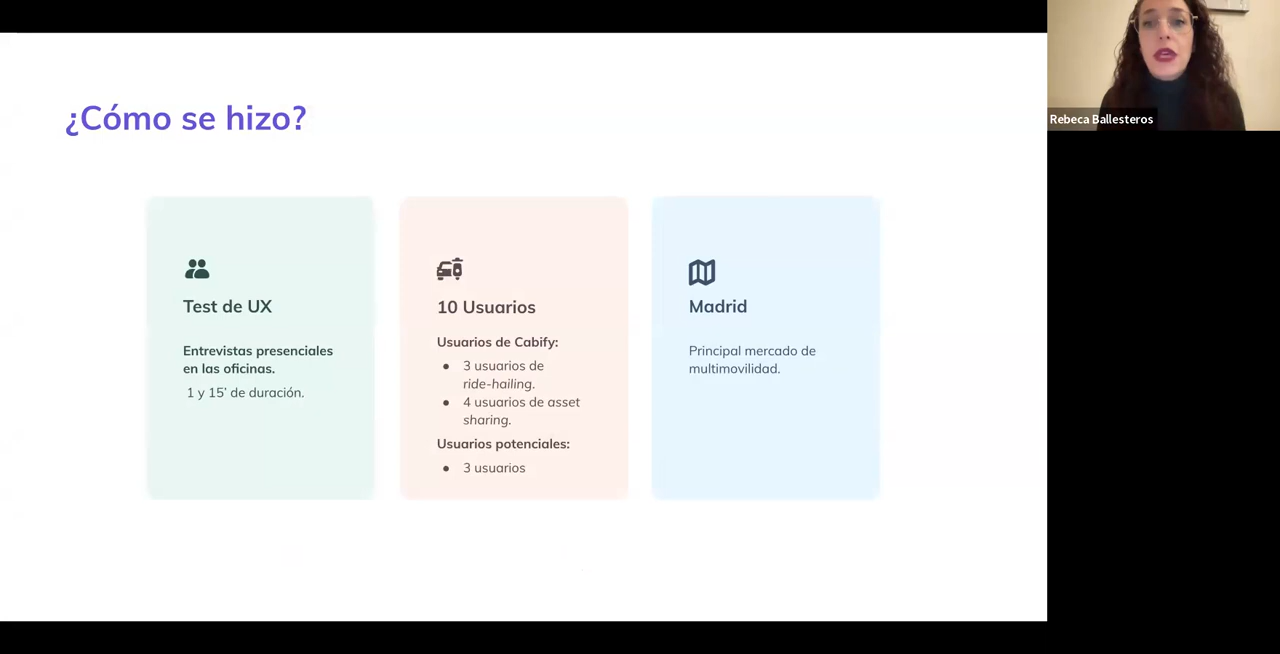 ¿Cómo se hizo?
Rebeca Ballesteros
Test de UX
Entrevistas presenciales
en las oficinas.
1 y 15’ de duración.
10 Usuarios
Usuarios de Cabify:
● 3 usuarios de
ride-hailing.
● 4 usuarios de asset
sharing.
Usuarios potenciales:
● 3 usuarios
Madrid
Principal mercado de
multimovilidad.